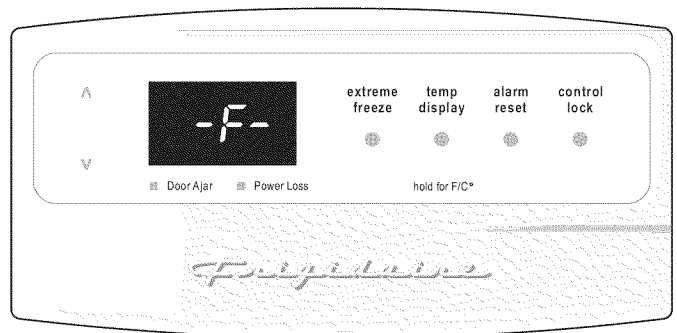 extreme freeze
temp display
alarm reset
control lock
-F-
Door Ajar
Power Loss
hold for F/C°
Frigidaire